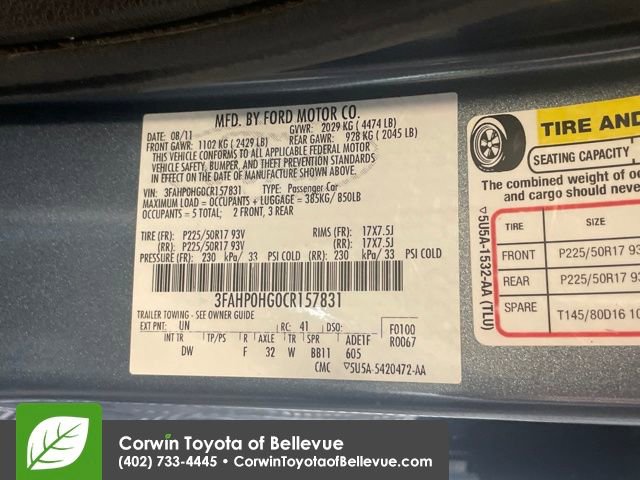 MFD. BY FORD MOTOR CO.
DATE: 08/11 GVWR: 2029 KG ( 4474 LB)
FRONT GAWR: 1102 KG ( 2429 LB) REAR GAWR: 928 KG ( 2045 LB)
THIS VEHICLE CONFORMS TO ALL APPLICABLE FEDERAL MOTOR
VEHICLE SAFETY, BUMPER, AND THEFT PREVENTION STANDARDS
IN EFFECT ON THE DATE OF MANUFACTURE SHOWN ABOVE.
VIN: 3FAHP0HG0CR157831 TYPE: Passenger Car
MAXIMUM LOAD = OCCUPANTS + LUGGAGE = 385KG/ 850LB
OCCUPANTS = 5 TOTAL; 2 FRONT, 3 REAR
TIRE (FR): P225/50R17 93V RIMS (FR): 17X7.5J
(RR): P225/50R17 93V (RR): 17X7.5J
PRESSURE (FR): 230 kPa/ 33 PSI COLD (RR): 230 kPa/ 33 PSI COLD
3FAHP0HG0CR157831
TRAILER TOWING - SEE OWNER GUIDE
EXT PNT: UN RC: 41 DSO: F0100
R0067
INT TR TP/PS R AXLE TR SPR ADETF
DW F 32 W BB11 605
CMC ▽5U5A-5420472-AA
▽5U5A-1532-AA (TLU)
TIRE AND
SEATING CAPACITY
The combined weight of oc
and cargo should never
TIRE SIZE
FRONT P225/50R17 93
REAR P225/50R17 93
SPARE T145/80D16 10
Corwin Toyota of Bellevue
(402) 733-4445 • CorwinToyotaofBellevue.com